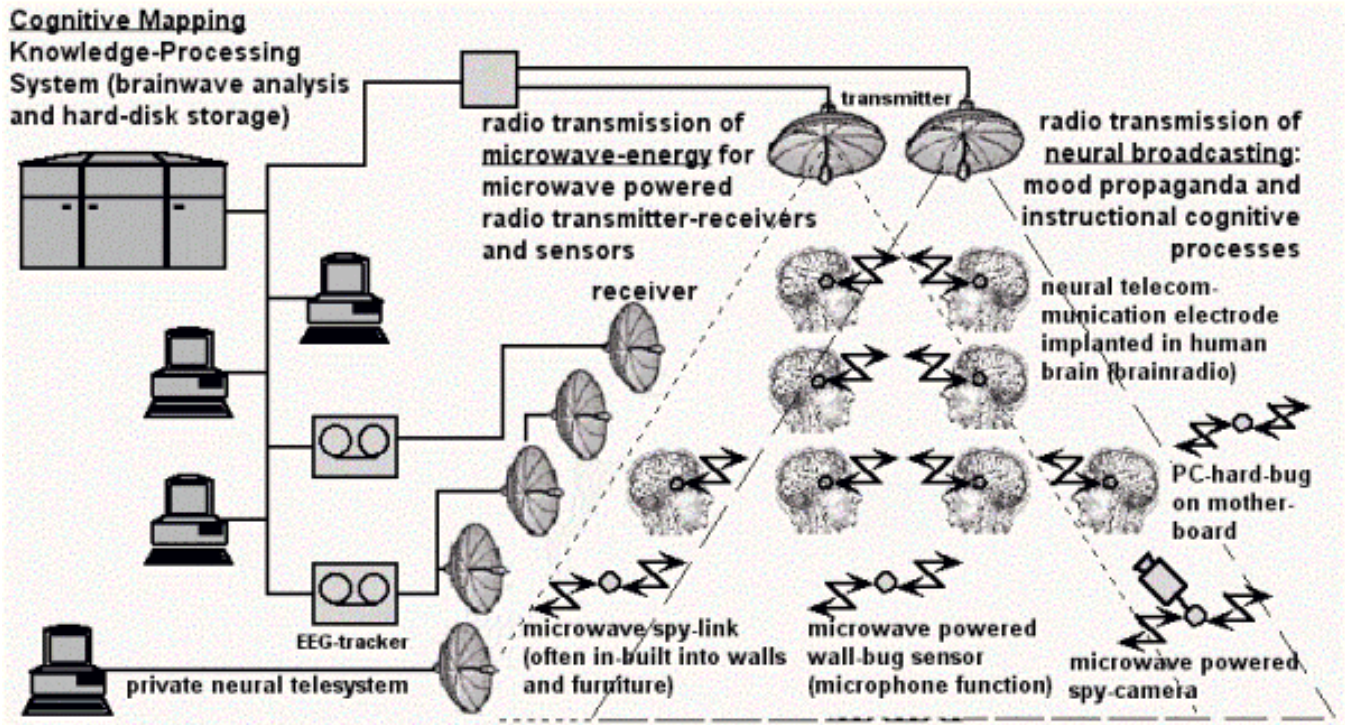 Cognitive Mapping
Knowledge-Processing
System (brainwave analysis
and hard-disk storage)
transmitter
radio transmission of
microwave-energy for
microwave powered
radio transmitter-receivers
and sensors
radio transmission of
neural broadcasting:
mood propaganda and
instructional cognitive
processes
receiver
neural telecom-
munication electrode
implanted in human
brain (brainradio)
PC-hard-bug
on mother-
board
EEG-tracker
microwave spy-link
(often in-built into walls
and furniture)
microwave powered
wall-bug sensor
(microphone function)
microwave powered
spy-camera
private neural telesystem